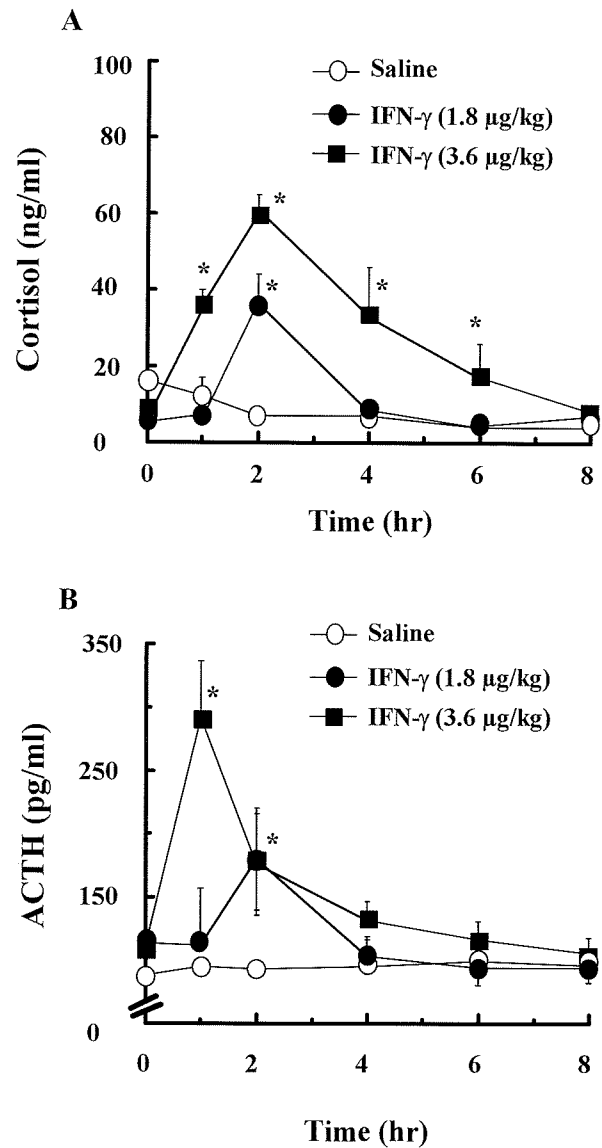 A
100
80
60
40
20
0
Cortisol (ng/ml)
Saline
IFN-γ (1.8 µg/kg)
IFN-γ (3.6 µg/kg)
*
*
*
*
*
0 2 4 6 8
Time (hr)
B
350
250
150
0
ACTH (pg/ml)
Saline
IFN-γ (1.8 µg/kg)
IFN-γ (3.6 µg/kg)
*
*
0 2 4 6 8
Time (hr)